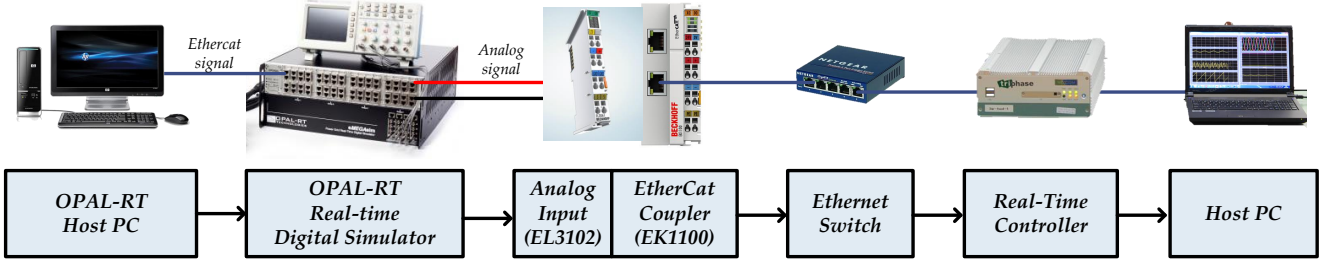 Ethercat
signal
Analog
signal
NETGEAR
OPAL-RT
BECKHOFF
triphase
OPAL-RT
Host PC
OPAL-RT
Real-time
Digital Simulator
Analog
Input
(EL3102)
EtherCat
Coupler
(EK1100)
Ethernet
Switch
Real-Time
Controller
Host PC